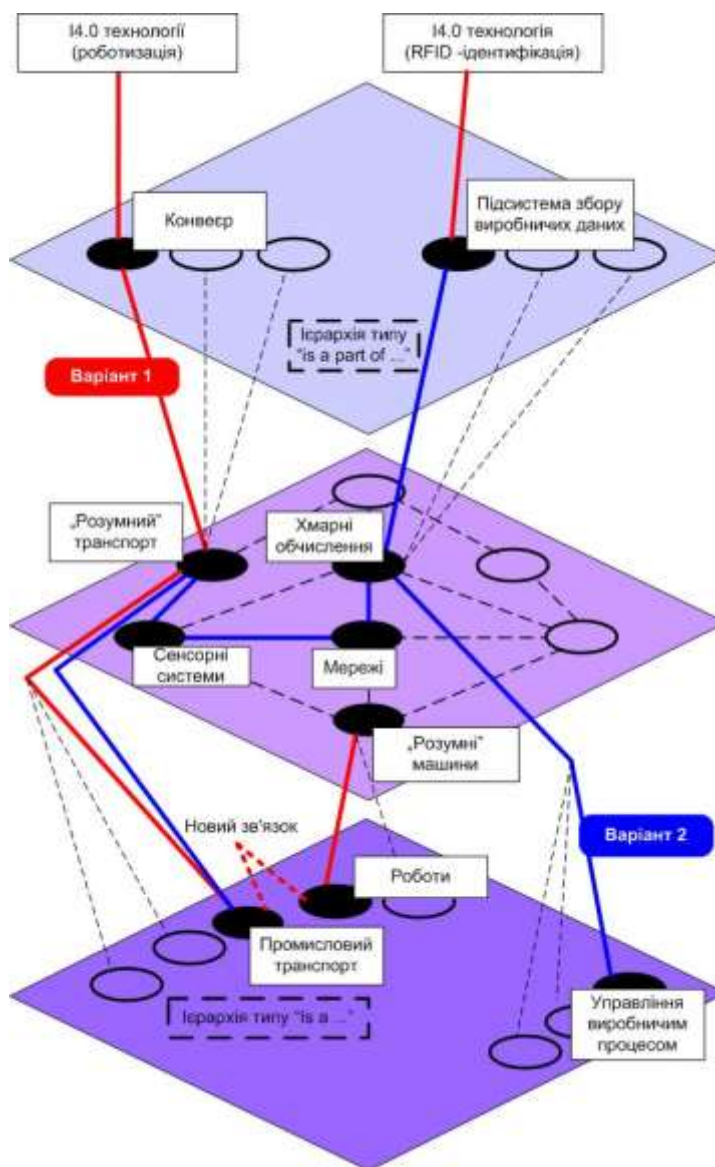 І4.0 технології
(роботизація)
І4.0 технологія
(RFID -ідентифікація)
Конвеєр
Підсистема збору
виробничих даних
Ієрархія типу
“is a part of ...”
Варіант 1
„Розумний”
транспорт
Хмарні
обчислення
Сенсорні
системи
Мережі
„Розумні”
машини
Новий зв'язок
Варіант 2
Роботи
Промисловий
транспорт
Ієрархія типу “is a ...”
Управління
виробничим
процесом